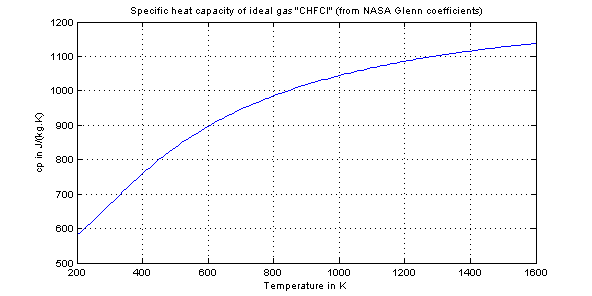 Specific heat capacity of ideal gas "CHFCl" (from NASA Glenn coefficients)
1200
1100
1000
900
800
700
600
500
cp in J/(kg.K)
200 400 600 800 1000 1200 1400 1600
Temperature in K